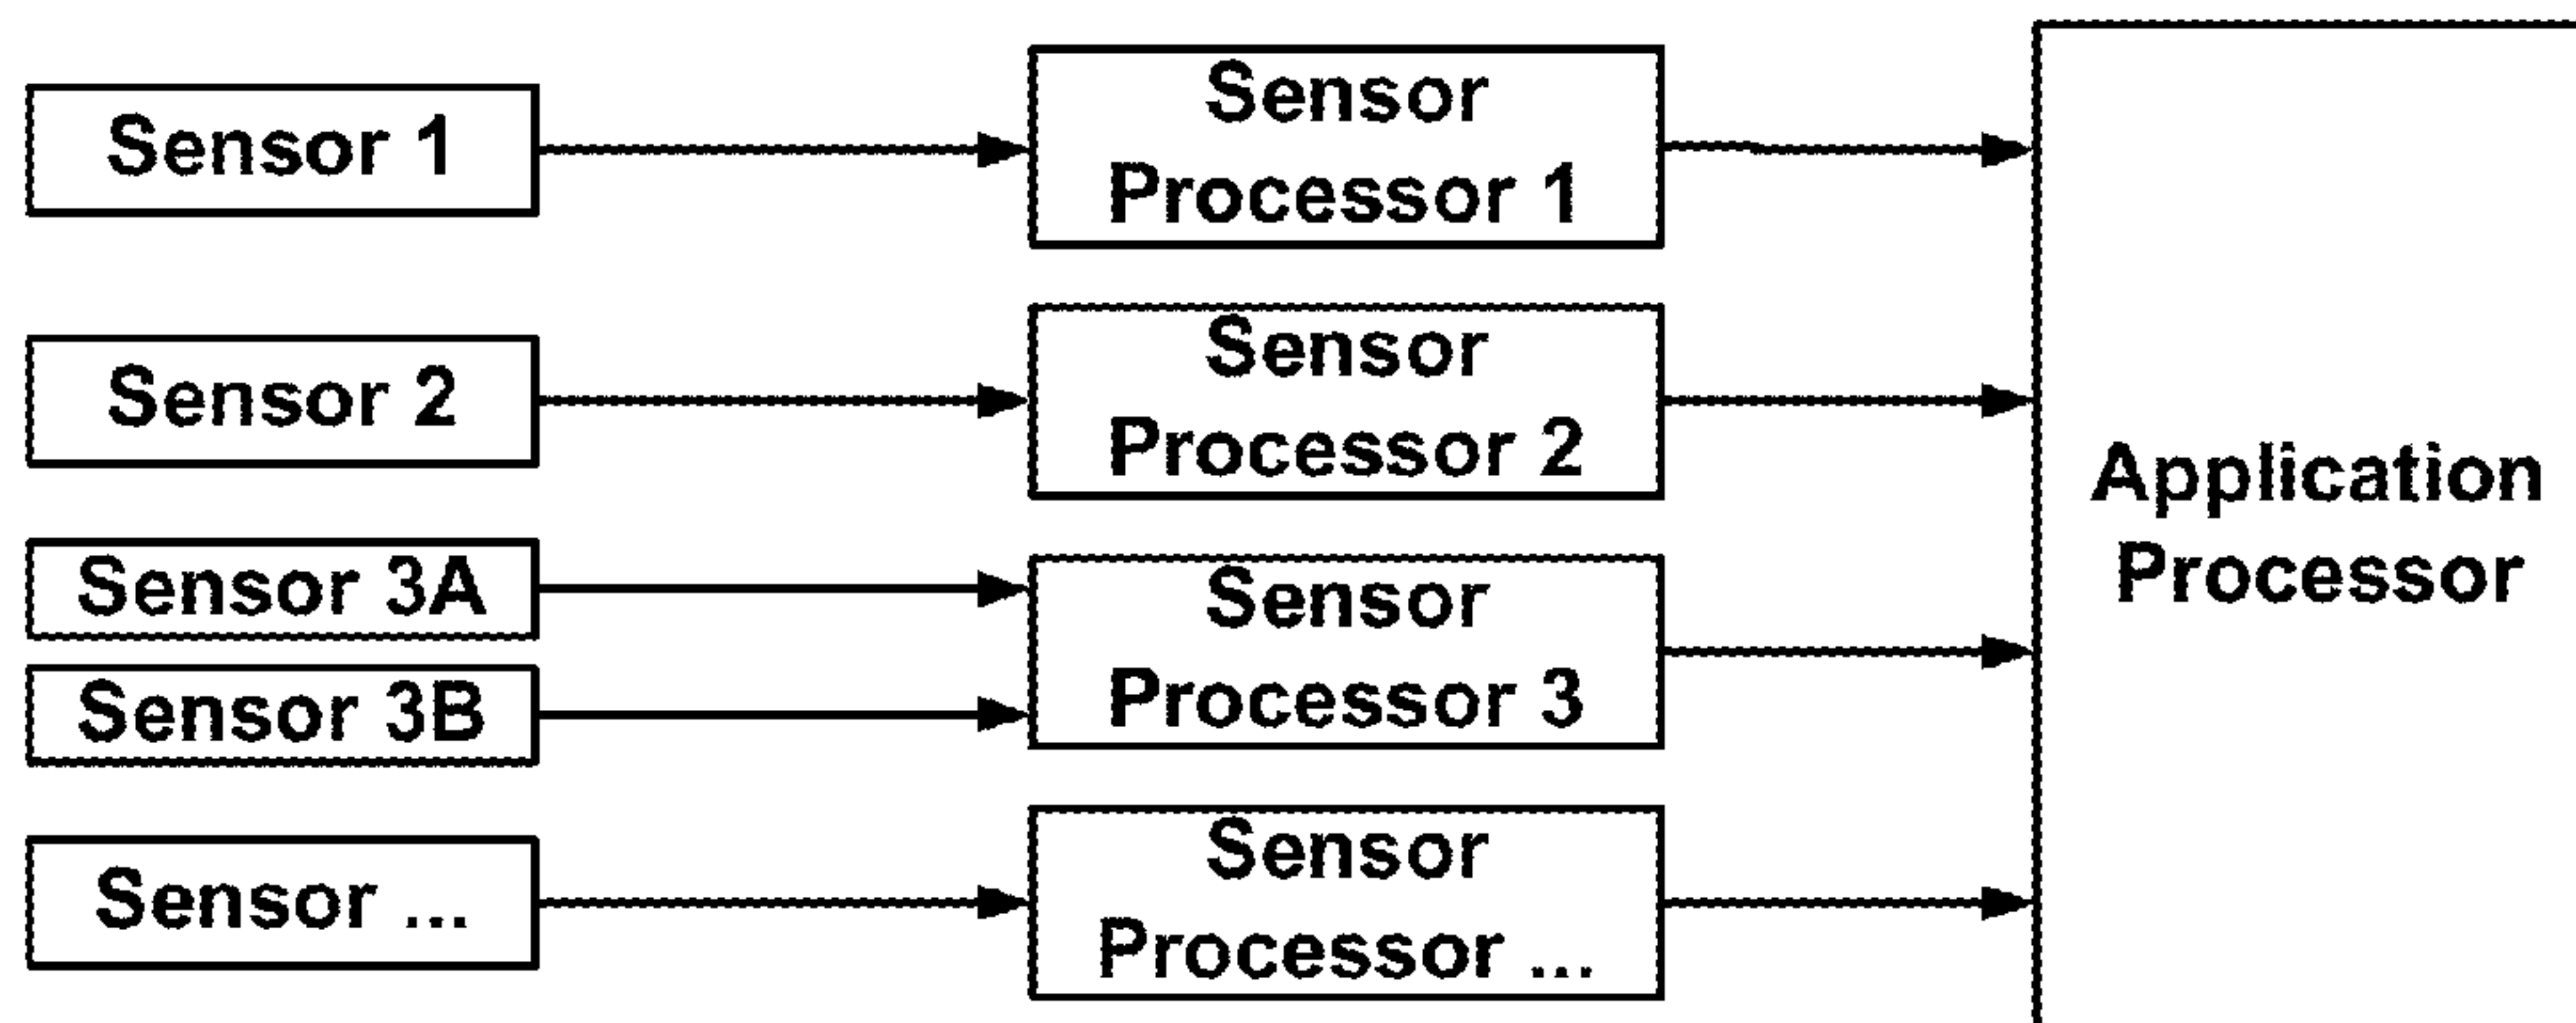 Sensor 1
Sensor
Processor 1
Sensor 2
Sensor
Processor 2
Sensor 3A
Sensor 3B
Sensor
Processor 3
Sensor ...
Sensor
Processor ...
Application
Processor